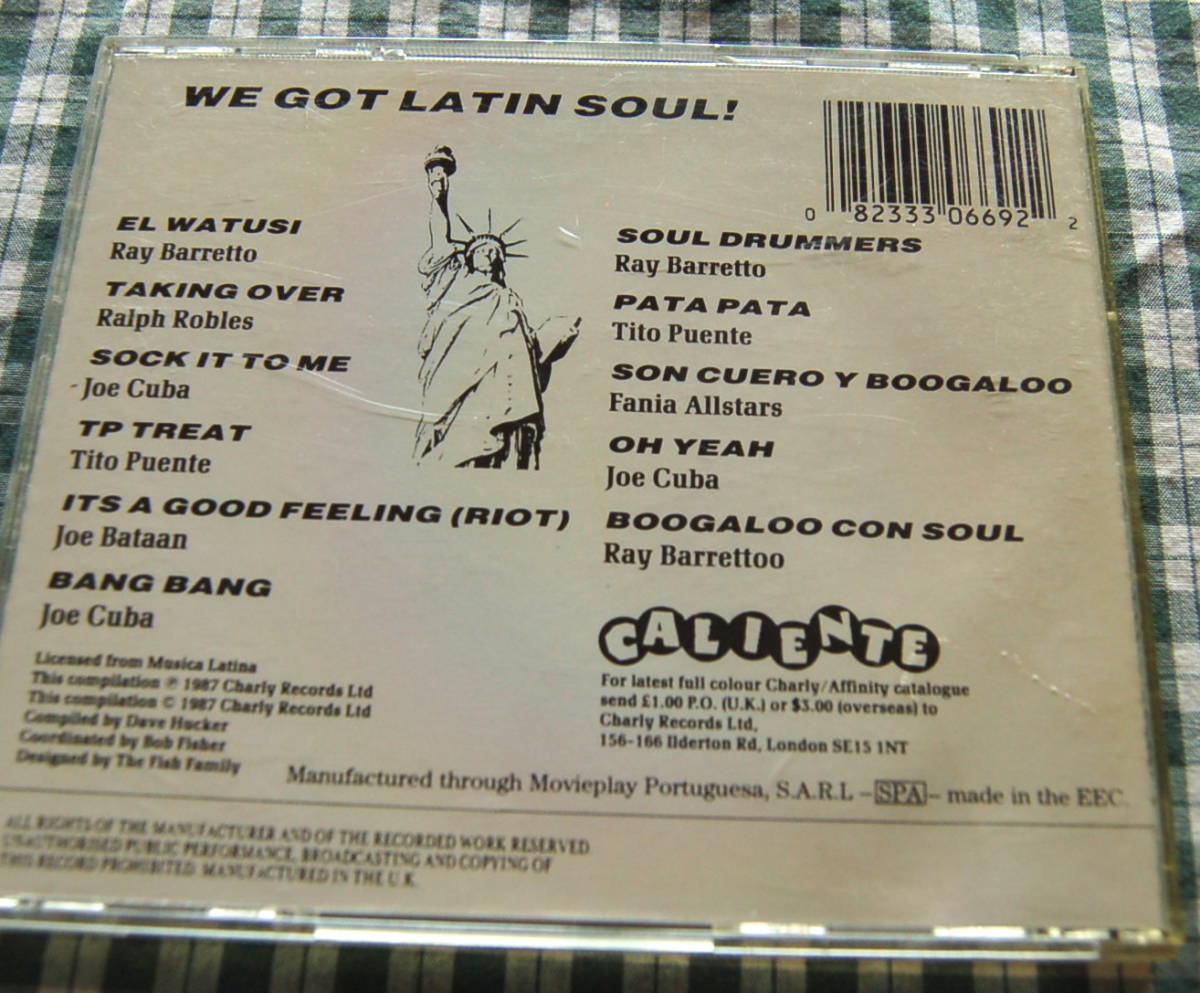 WE GOT LATIN SOUL!
0 82333 06692 2
EL WATUSI
Ray Barretto
TAKING OVER
Ralph Robles
SOCK IT TO ME
Joe Cuba
TP TREAT
Tito Puente
ITS A GOOD FEELING (RIOT)
Joe Bataan
BANG BANG
Joe Cuba
SOUL DRUMMERS
Ray Barretto
PATA PATA
Tito Puente
SON CUERO Y BOOGALOO
Fania Allstars
OH YEAH
Joe Cuba
BOOGALOO CON SOUL
Ray Barrettoo
Licensed from Musica Latina
This compilation ℗ 1987 Charly Records Ltd
This compilation © 1987 Charly Records Ltd
Compiled by Dave Hucker
Coordinated by Bob Fisher
Designed by The Fish Family
CALIENTE
For latest full colour Charly/Affinity catalogue
send £1.00 P.O. (U.K.) or $3.00 (overseas) to
Charly Records Ltd,
156-166 Ilderton Rd, London SE15 1NT
Manufactured through Movieplay Portuguesa, S.A.R.L – SPA – made in the EEC.
ALL RIGHTS OF THE MANUFACTURER AND OF THE RECORDED WORK RESERVED
UNAUTHORISED PUBLIC PERFORMANCE, BROADCASTING AND COPYING OF
THIS RECORD PROHIBITED. MANUFACTURED IN THE U.K.